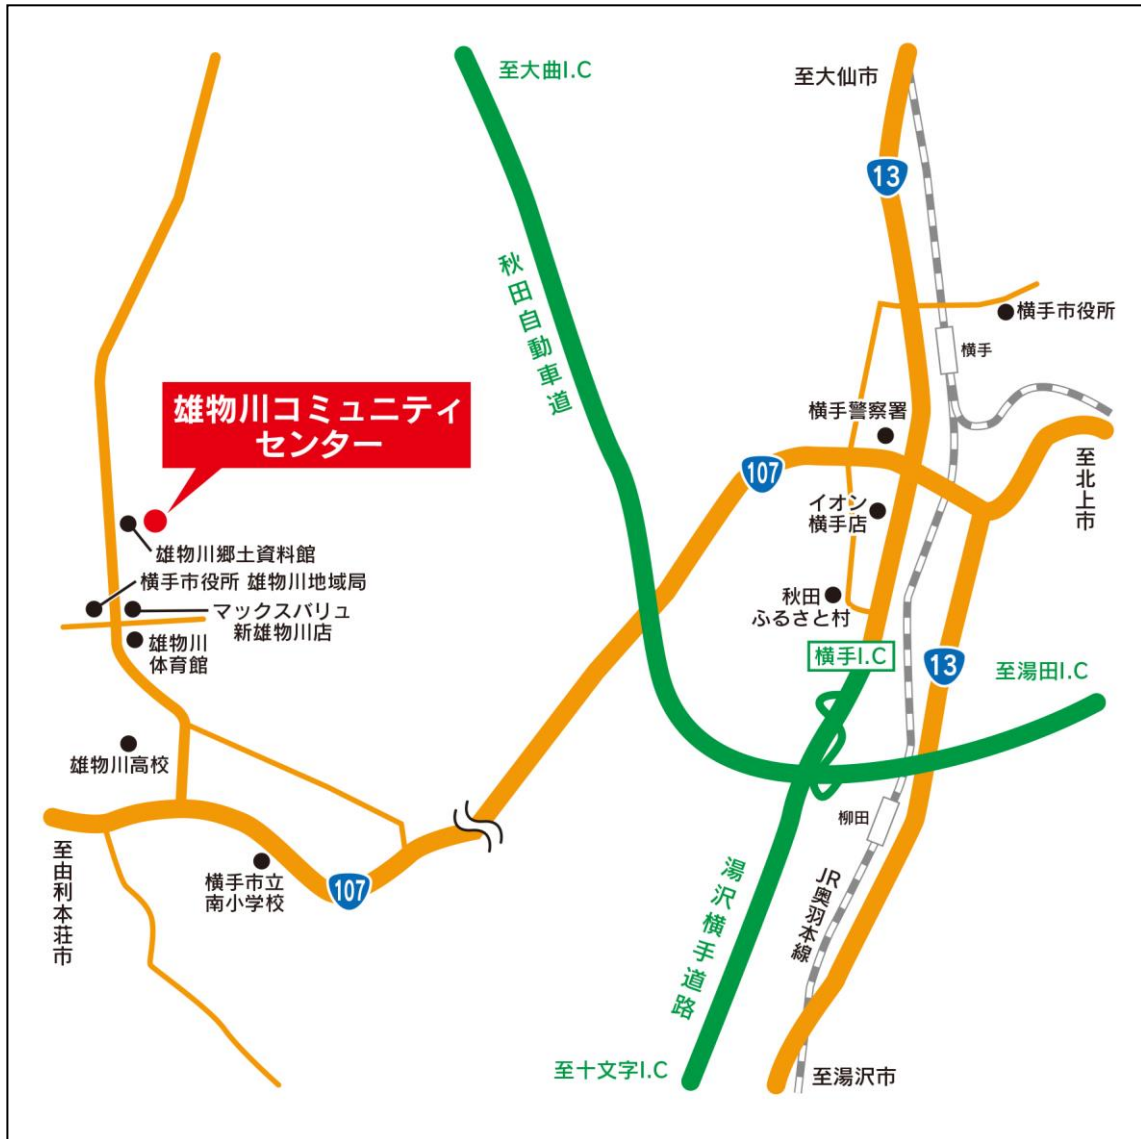 至大曲I.C
至大仙市
13
秋田自動車道
横手市役所
横手
雄物川コミュニティ
センター
横手警察署
107
至北上市
イオン
横手店
雄物川郷土資料館
横手市役所 雄物川地域局
マックスバリュ
新雄物川店
秋田
ふるさと村
雄物川
体育館
横手I.C
13
至湯田I.C
雄物川高校
柳田
至由利本荘市
横手市立
南小学校
107
湯沢横手道路
JR奥羽本線
至十文字I.C
至湯沢市